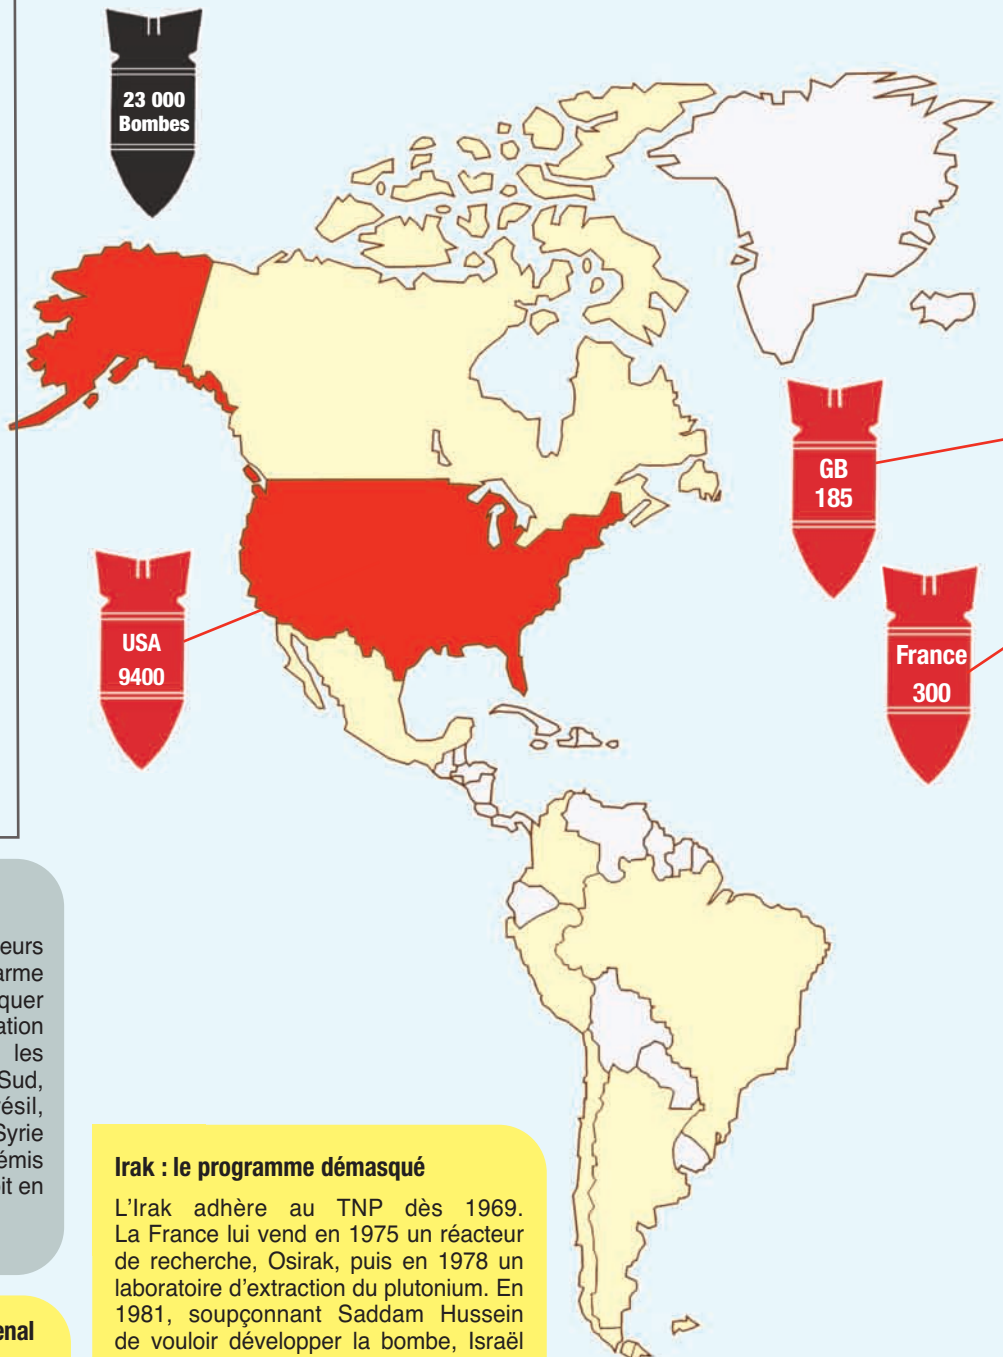 23 000
Bombes
GB
185
USA
9400
France
300
eurs
arme
quer
ation
les
Sud,
ésil,
Syrie
émis
it en
enal
Irak : le programme démasqué
L'Irak adhère au TNP dès 1969.
La France lui vend en 1975 un réacteur
de recherche, Osirak, puis en 1978 un
laboratoire d'extraction du plutonium. En
1981, soupçonnant Saddam Hussein
de vouloir développer la bombe, Israël